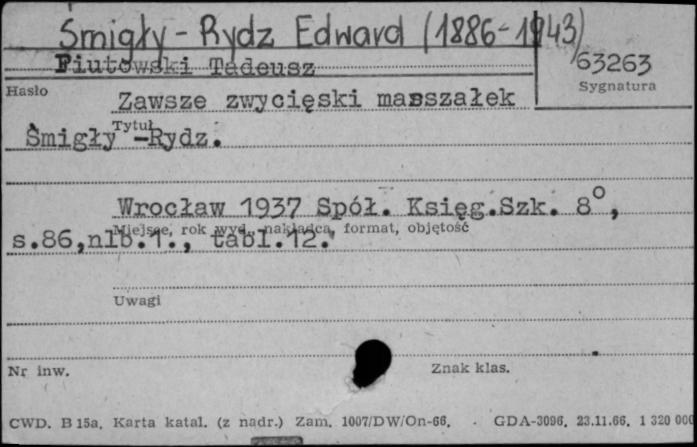 Śmigły-Rydz Edward (1886-1943)
Piutowski Tadeusz
63263
Hasło
Sygnatura
Zawsze zwycięski masszałek
Śmigły-Rydz.
Tytuł
Wrocław 1937 Spół. Księg.Szk. 8°,
Miejsce, rok wyd., nakładca, format, objętość
s.86,nlb.1., tabl.12.
Uwagi
Nr inw.
Znak klas.
CWD. B 15a. Karta katal. (z nadr.) Zam. 1007/DW/On-66. GDA-3096. 23.11.66. 1 320 000